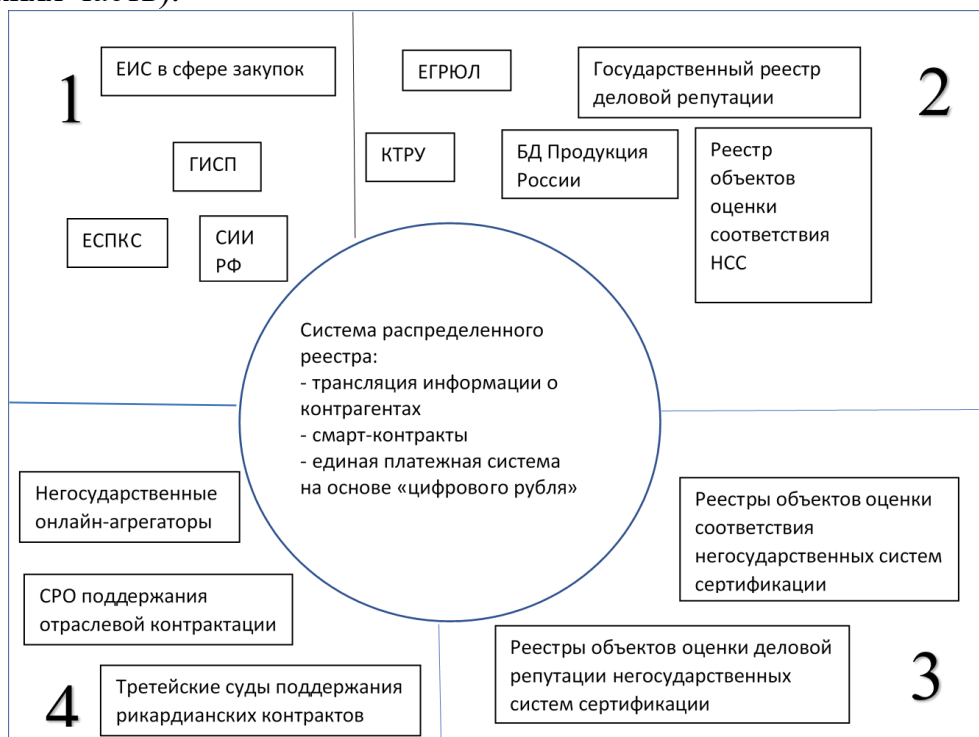 1
ЕИС в сфере закупок
ГИСП
ЕСПКС
СИИ
РФ
ЕГРЮЛ
Государственный реестр
деловой репутации
2
КТРУ
БД Продукция
России
Реестр
объектов
оценки
соответствия
НСС
Система распределенного
реестра:
- трансляция информации о
контрагентах
- смарт-контракты
- единая платежная система
на основе «цифрового рубля»
Негосударственные
онлайн-агрегаторы
СРО поддержания
отраслевой контрактации
4
Третейские суды поддержания
рикардианских контрактов
Реестры объектов оценки
соответствия
негосударственных систем
сертификации
Реестры объектов оценки деловой
репутации негосударственных
систем сертификации
3